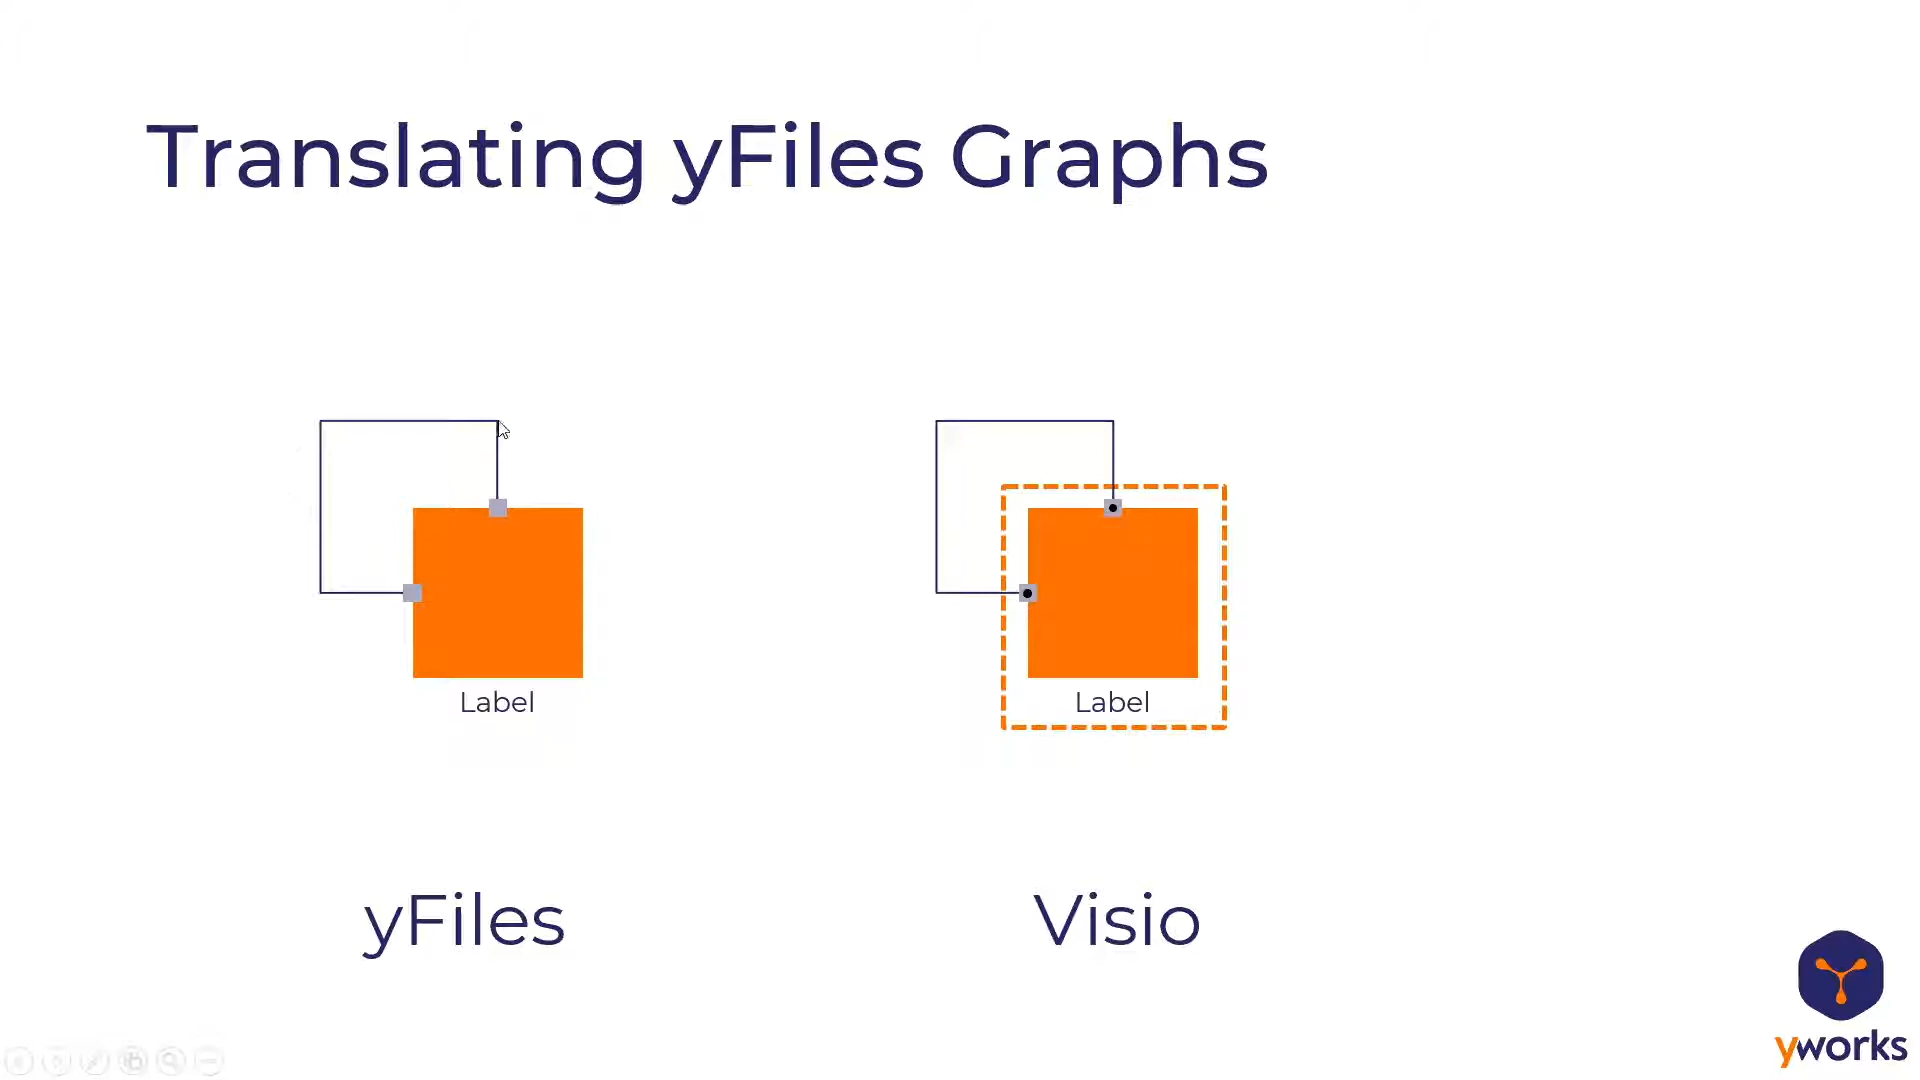 Translating yFiles Graphs
Label
Label
yFiles
Visio
yworks